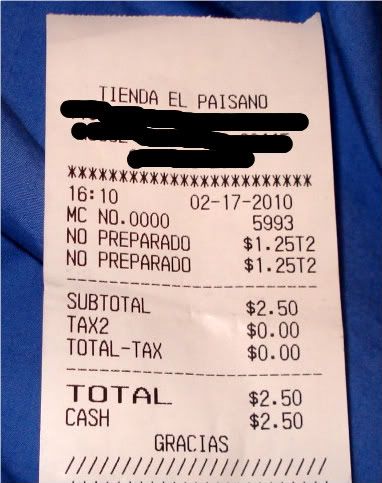 TIENDA EL PAISANO
************************
16:10 02-17-2010
MC NO.0000 5993
NO PREPARADO $1.25T2
NO PREPARADO $1.25T2
------------------------
SUBTOTAL $2.50
TAX2 $0.00
TOTAL-TAX $0.00
------------------------
TOTAL $2.50
CASH $2.50
GRACIAS
////////////////////////